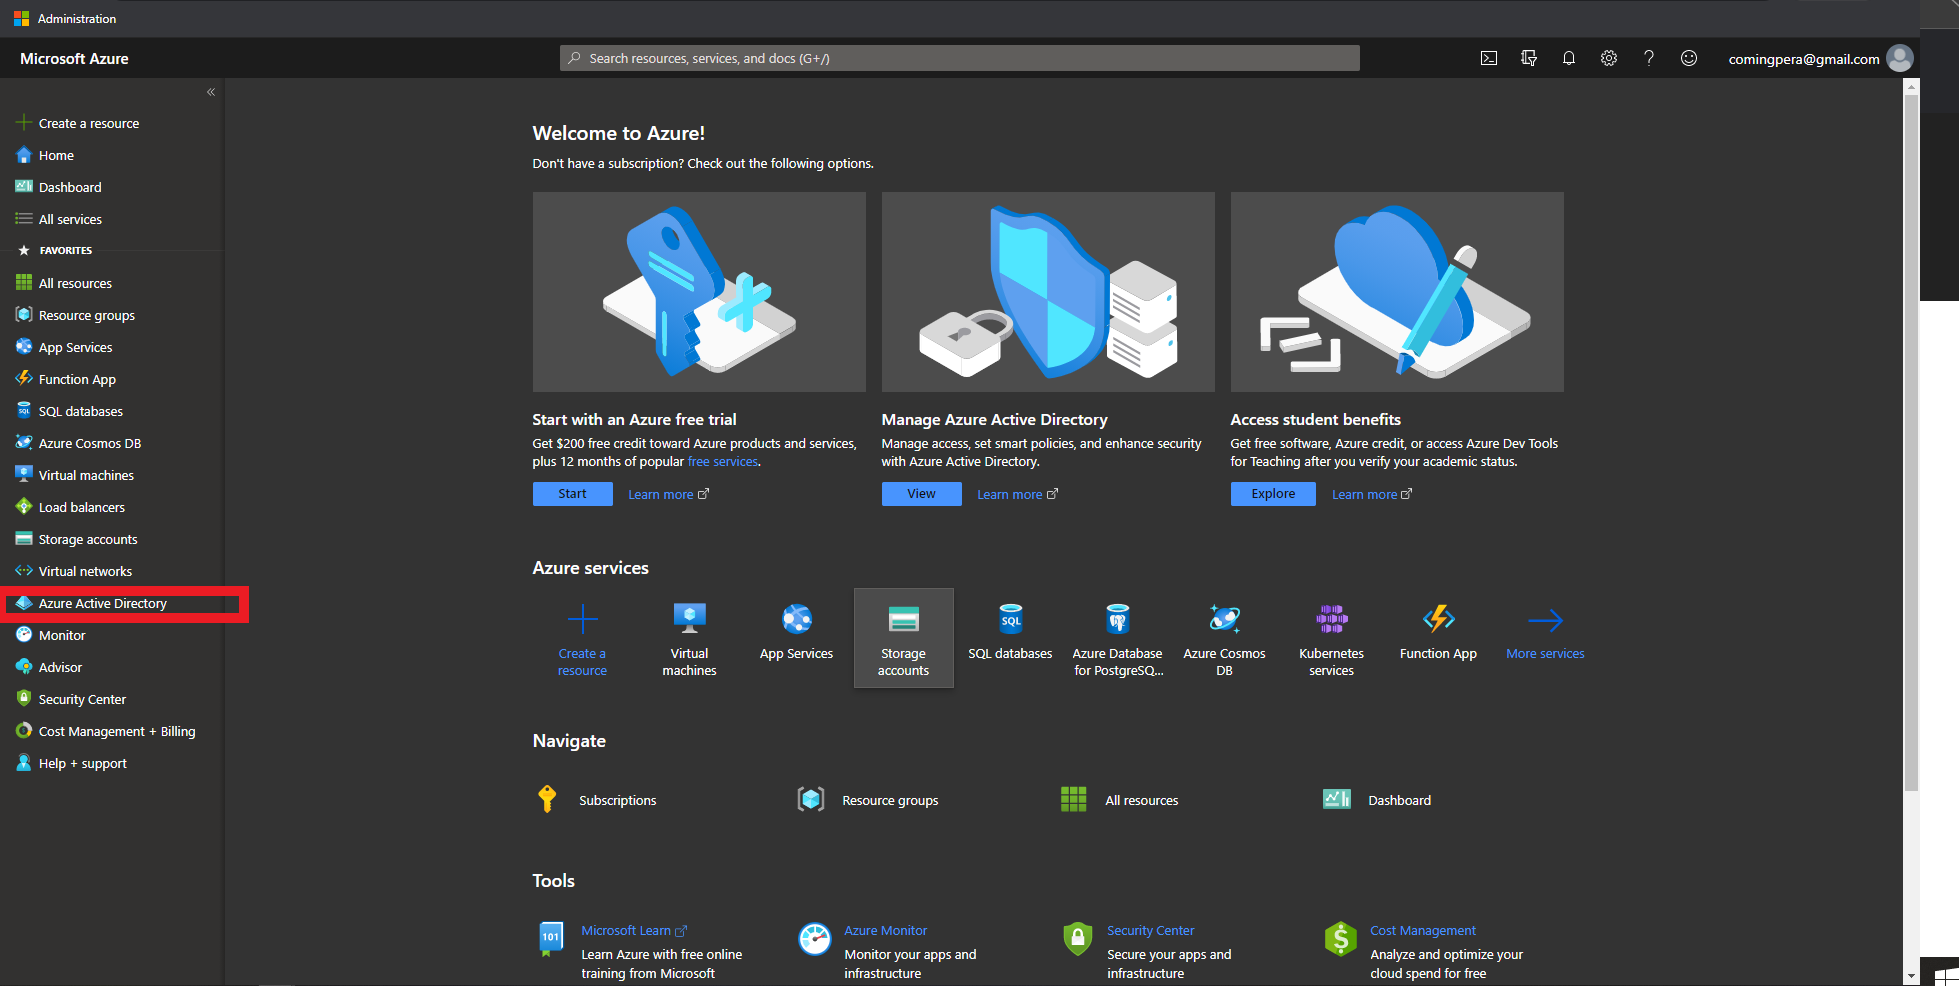 Administration
Microsoft Azure
Search resources, services, and docs (G+/)
comingpera@gmail.com
Create a resource
Home
Dashboard
All services
FAVORITES
All resources
Resource groups
App Services
Function App
SQL databases
Azure Cosmos DB
Virtual machines
Load balancers
Storage accounts
Virtual networks
Azure Active Directory
Monitor
Advisor
Security Center
Cost Management + Billing
Help + support
Welcome to Azure!
Don't have a subscription? Check out the following options.
Start with an Azure free trial
Get $200 free credit toward Azure products and services,
plus 12 months of popular free services.
Start
Learn more
Manage Azure Active Directory
Manage access, set smart policies, and enhance security
with Azure Active Directory.
View
Learn more
Access student benefits
Get free software, Azure credit, or access Azure Dev Tools
for Teaching after you verify your academic status.
Explore
Learn more
Azure services
Create a
resource
Virtual
machines
App Services
Storage
accounts
SQL
SQL databases
Azure Database
for PostgreSQ...
Azure Cosmos
DB
Kubernetes
services
Function App
More services
Navigate
Subscriptions
Resource groups
All resources
Dashboard
Tools
101
Microsoft Learn
Learn Azure with free online
training from Microsoft
Azure Monitor
Monitor your apps and
infrastructure
Security Center
Secure your apps and
infrastructure
Cost Management
Analyze and optimize your
cloud spend for free